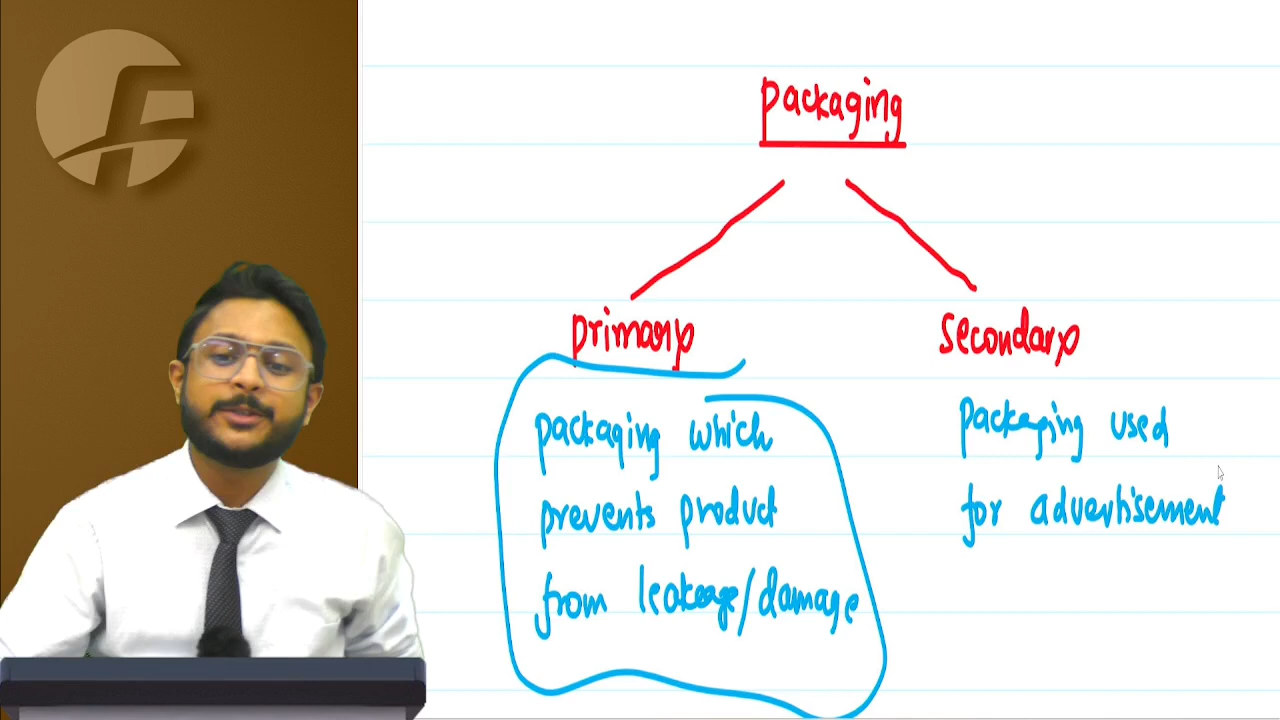 packaging
primary
secondary
packaging which
prevents product
from leakage/damage
packaging used
for advertisement